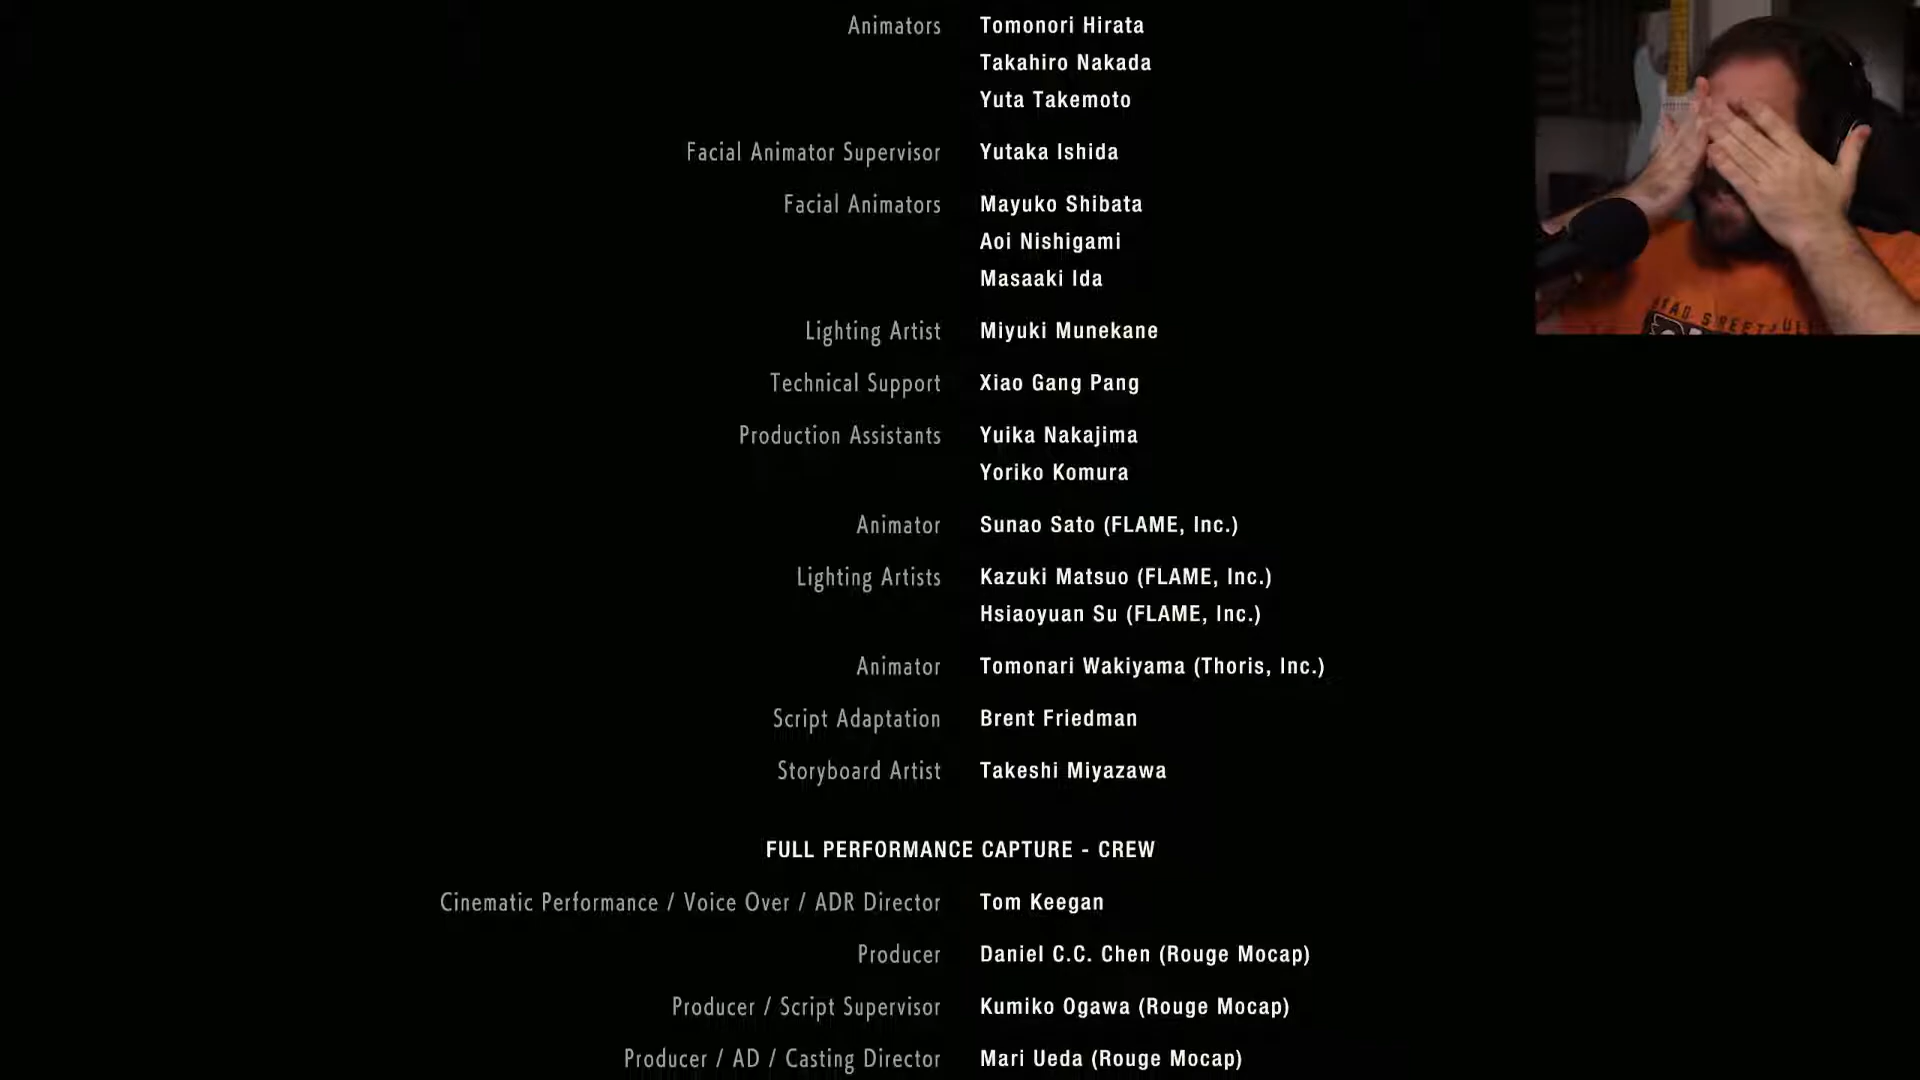 Animators Tomonori Hirata
Takahiro Nakada
Yuta Takemoto
Facial Animator Supervisor Yutaka Ishida
Facial Animators Mayuko Shibata
Aoi Nishigami
Masaaki Ida
Lighting Artist Miyuki Munekane
Technical Support Xiao Gang Pang
Production Assistants Yuika Nakajima
Yoriko Komura
Animator Sunao Sato (FLAME, Inc.)
Lighting Artists Kazuki Matsuo (FLAME, Inc.)
Hsiaoyuan Su (FLAME, Inc.)
Animator Tomonari Wakiyama (Thoris, Inc.)
Script Adaptation Brent Friedman
Storyboard Artist Takeshi Miyazawa
FULL PERFORMANCE CAPTURE - CREW
Cinematic Performance / Voice Over / ADR Director Tom Keegan
Producer Daniel C.C. Chen (Rouge Mocap)
Producer / Script Supervisor Kumiko Ogawa (Rouge Mocap)
Producer / AD / Casting Director Mari Ueda (Rouge Mocap)